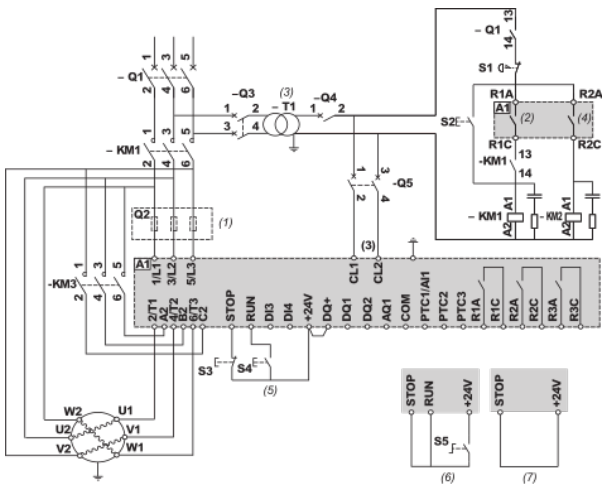 1 3 5
– Q1
2 4 6
–Q3
1 2
3 4
(3)
– T1
–Q4
1 2
13
–Q1
14
S1
R1A
R2A
A1
(2)
(4)
S2
R1C
R2C
13
-KM1
14
1 3 5
– KM1
2 4 6
1 3
-Q5
2 4
A1
– KM1
A2
A1
– KM2
A2
Q2
(1)
(3)
A1
1/L1
3/L2
5/L3
CL1
CL2
1 3 5
-KM3
2 4 6
2/T1
A2
4/T2
B2
6/T3
C2
STOP
RUN
DI3
DI4
+24V
DQ+
DQ1
DQ2
AQ1
COM
PTC1/AI1
PTC2
PTC3
R1A
R1C
R2A
R2C
R3A
R3C
S3
S4
(5)
W2
U1
U2
V1
V2
W1
STOP
RUN
+24V
S5
(6)
STOP
+24V
(7)